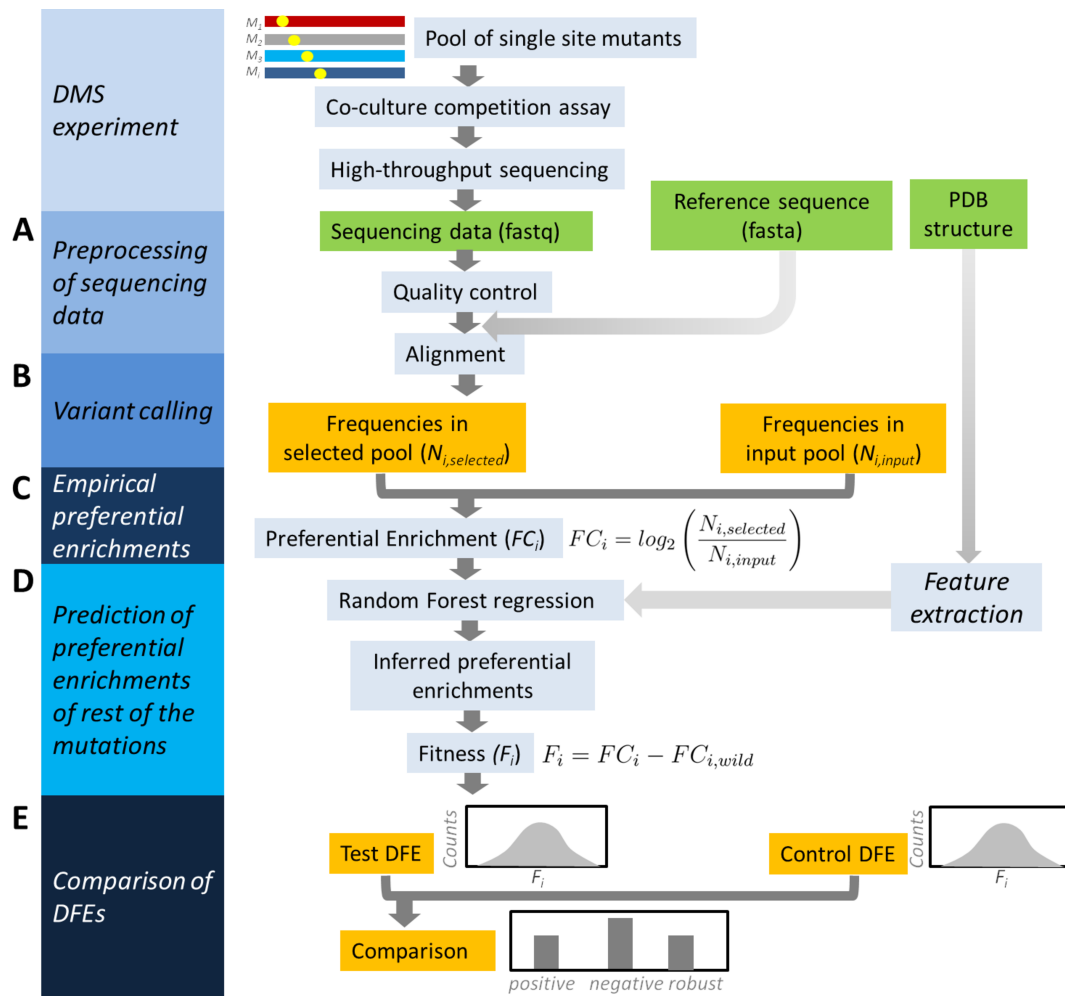 M1
M2
M3
Mi
Pool of single site mutants
DMS
experiment
Co-culture competition assay
High-throughput sequencing
A
Preprocessing
of sequencing
data
Sequencing data (fastq)
Reference sequence
(fasta)
PDB
structure
Quality control
Alignment
B
Variant calling
Frequencies in
selected pool (Ni,selected)
Frequencies in
input pool (Ni,input)
C
Empirical
preferential
enrichments
Preferential Enrichment (FCi)
FCi = log2 (Ni,selected / Ni,input)
D
Prediction of
preferential
enrichments
of rest of the
mutations
Random Forest regression
Feature
extraction
Inferred preferential
enrichments
Fitness (Fi)
Fi = FCi − FCi,wild
E
Comparison of
DFEs
Test DFE
Counts
Fi
Control DFE
Counts
Fi
Comparison
positive negative robust